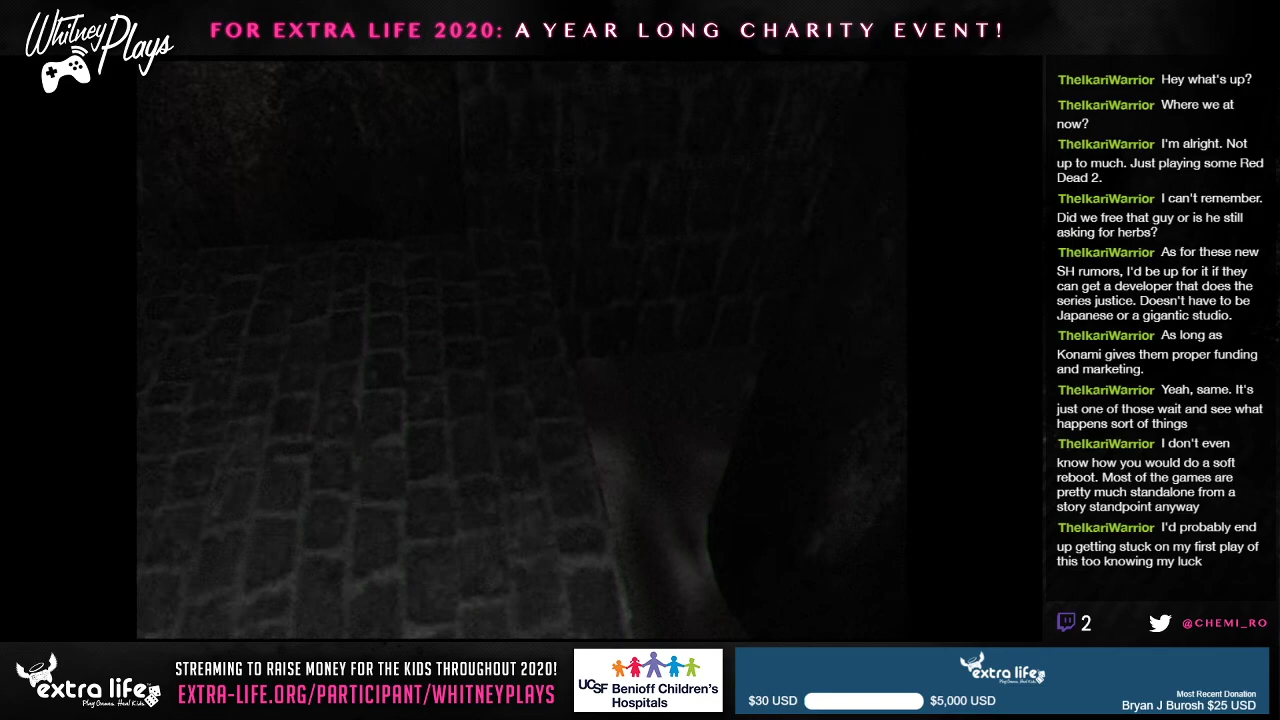 Whitney Plays
FOR EXTRA LIFE 2020: A YEAR LONG CHARITY EVENT!
TheIkariWarrior Hey what's up?
TheIkariWarrior Where we at
now?
TheIkariWarrior I'm alright. Not
up to much. Just playing some Red
Dead 2.
TheIkariWarrior I can't remember.
Did we free that guy or is he still
asking for herbs?
TheIkariWarrior As for these new
SH rumors, I'd be up for it if they
can get a developer that does the
series justice. Doesn't have to be
Japanese or a gigantic studio.
TheIkariWarrior As long as
Konami gives them proper funding
and marketing.
TheIkariWarrior Yeah, same. It's
just one of those wait and see what
happens sort of things
TheIkariWarrior I don't even
know how you would do a soft
reboot. Most of the games are
pretty much standalone from a
story standpoint anyway
TheIkariWarrior I'd probably end
up getting stuck on my first play of
this too knowing my luck
2
@CHEMI_RO
extra life
Play Games. Heal Kids.
STREAMING TO RAISE MONEY FOR THE KIDS THROUGHOUT 2020!
EXTRA-LIFE.ORG/PARTICIPANT/WHITNEYPLAYS
UCSF Benioff Children's
Hospitals
extra life
$30 USD
$5,000 USD
Most Recent Donation
Bryan J Burosh $25 USD